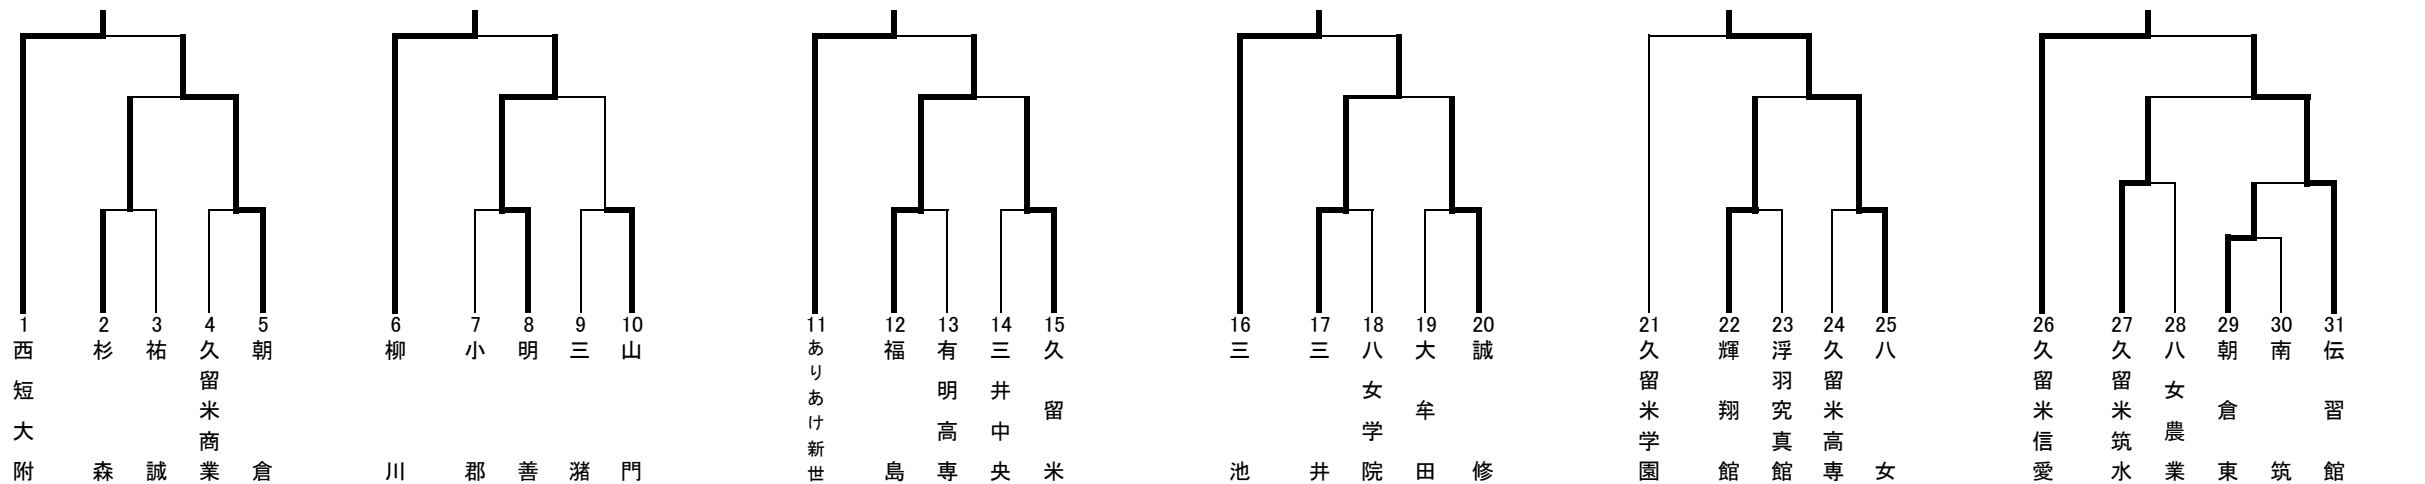 1 西短大附
2 杉森
3 祐誠
4 久留米商業
5 朝倉
6 柳川
7 小郡
8 明善
9 三潴
10 山門
11 ありあけ新世
12 福島
13 有明高専
14 三井中央
15 久留米
16 三池
17 三井
18 八女学院
19 大牟田
20 誠修
21 久留米学園
22 輝翔館
23 浮羽究真館
24 久留米高専
25 八女
26 久留米信愛
27 久留米筑水
28 八女農業
29 朝倉東
30 南筑
31 伝習館